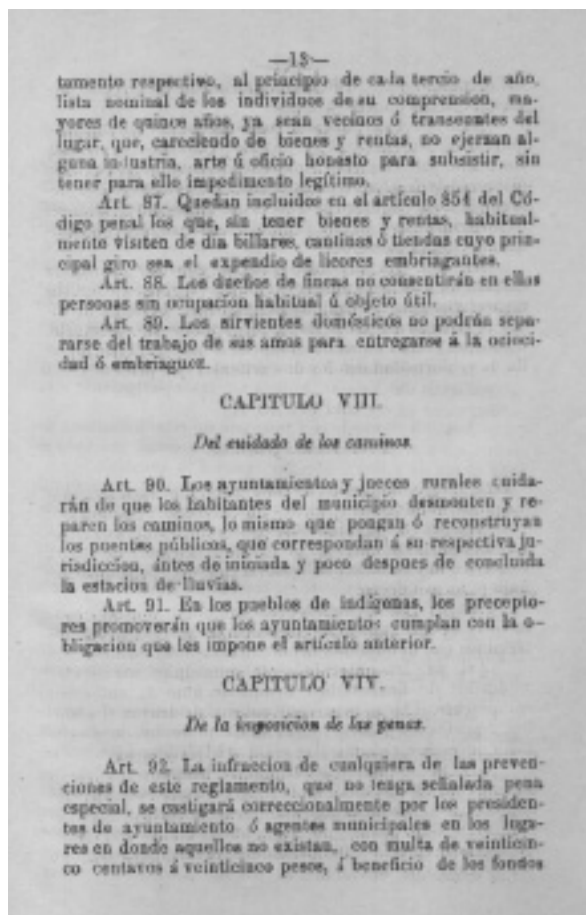 —13—
tamento respectivo, al principio de cada tercio de año,
lista nominal de los individuos de su comprension, ma-
yores de quince años, ya sean vecinos ó transeuntes del
lugar, que, careciendo de bienes y rentas, no ejerzan al-
guna industria, arte ú oficio honesto para subsistir, sin
tener para ello impedimento legítimo.
Art. 87. Quedan incluidos en el artículo 854 del Có-
digo penal los que, sin tener bienes y rentas, habitual-
mente visiten de dia billares, cantinas ó tiendas cuyo prin-
cipal giro sea el expendio de licores embriagantes.
Art. 88. Los dueños de fincas no consentirán en ellas
personas sin ocupacion habitual ú objeto útil.
Art. 89. Los sirvientes domésticos no podrán sepa-
rarse del trabajo de sus amos para entregarse á la ociosi-
dad ó embriaguez.
CAPITULO VIII.
Del cuidado de los caminos.
Art. 90. Los ayuntamientos y jueces rurales cuida-
rán de que los habitantes del municipio desmonten y re-
paren los caminos, lo mismo que pongan ó reconstruyan
los puentes públicos, que correspondan á su respectiva ju-
risdiccion, ántes de iniciada y poco despues de concluida
la estacion de lluvias.
Art. 91. En los pueblos de indígenas, los precepto-
res promoverán que los ayuntamientos cumplan con la o-
bligacion que les impone el artículo anterior.
CAPITULO VIV.
De la imposicion de las penas.
Art. 92. La infraccion de cualquiera de las preven-
ciones de este reglamento, que no tenga señalada pena
especial, se castigará correccionalmente por los presiden-
tes de ayuntamiento ó agentes municipales en los luga-
res en donde aquellos no existan, con multa de veinticin-
co centavos á veinticinco pesos, á beneficio de los fondos